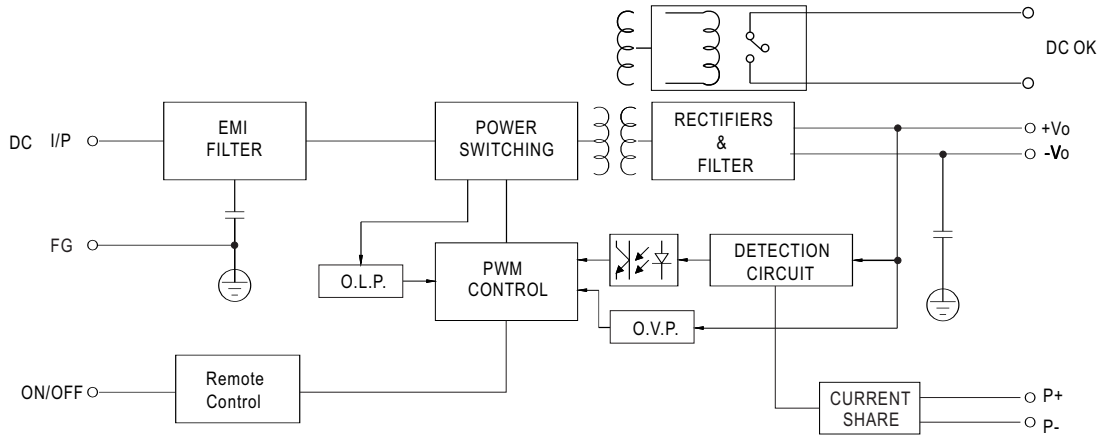 DC OK
DC I/P
EMI
FILTER
POWER
SWITCHING
RECTIFIERS
&
FILTER
+Vo
-Vo
FG
O.L.P.
PWM
CONTROL
DETECTION
CIRCUIT
O.V.P.
ON/OFF
Remote
Control
CURRENT
SHARE
P+
P-